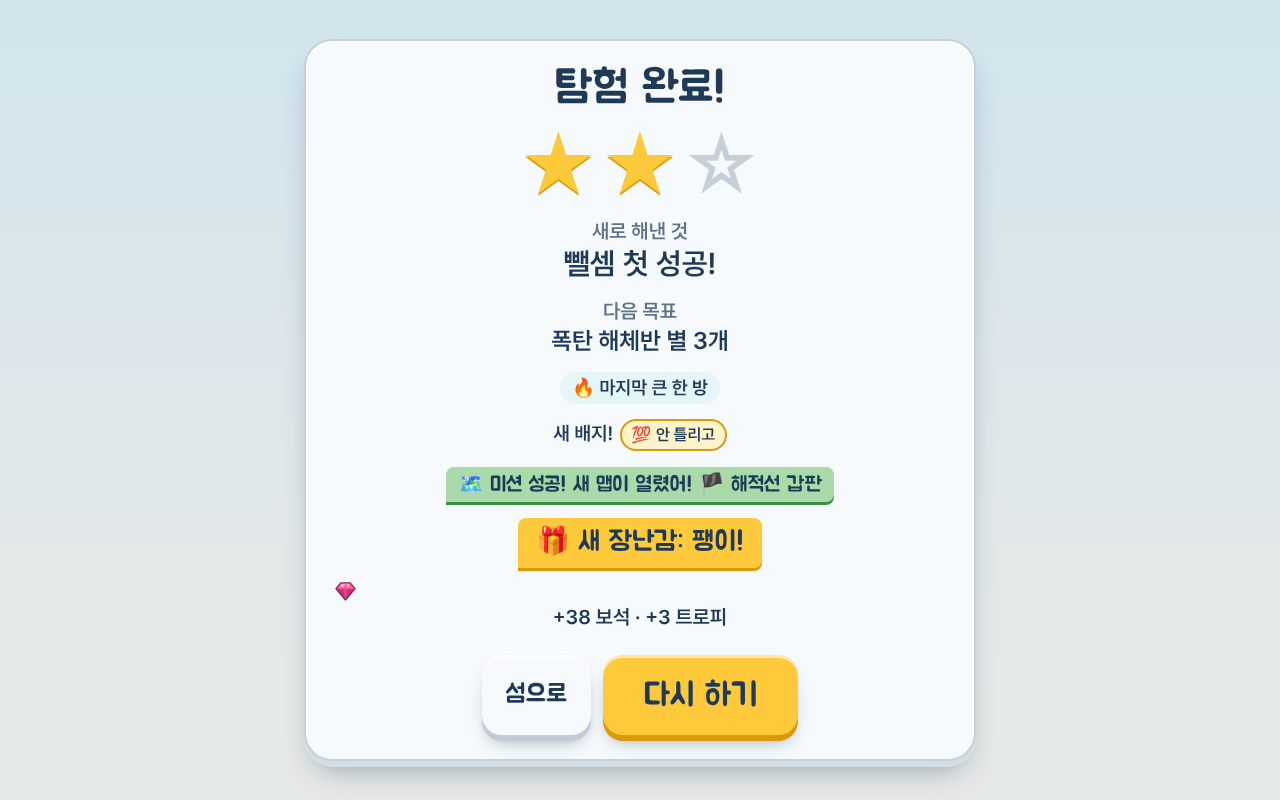 탐험 완료!
새로 해낸 것
뺄셈 첫 성공!
다음 목표
폭탄 해체반 별 3개
🔥 마지막 큰 한 방
새 배지! 💯 안 틀리고
🗺️ 미션 성공! 새 맵이 열렸어! 🏴 해적선 갑판
🎁 새 장난감: 팽이!
+38 보석 · +3 트로피
섬으로
다시 하기